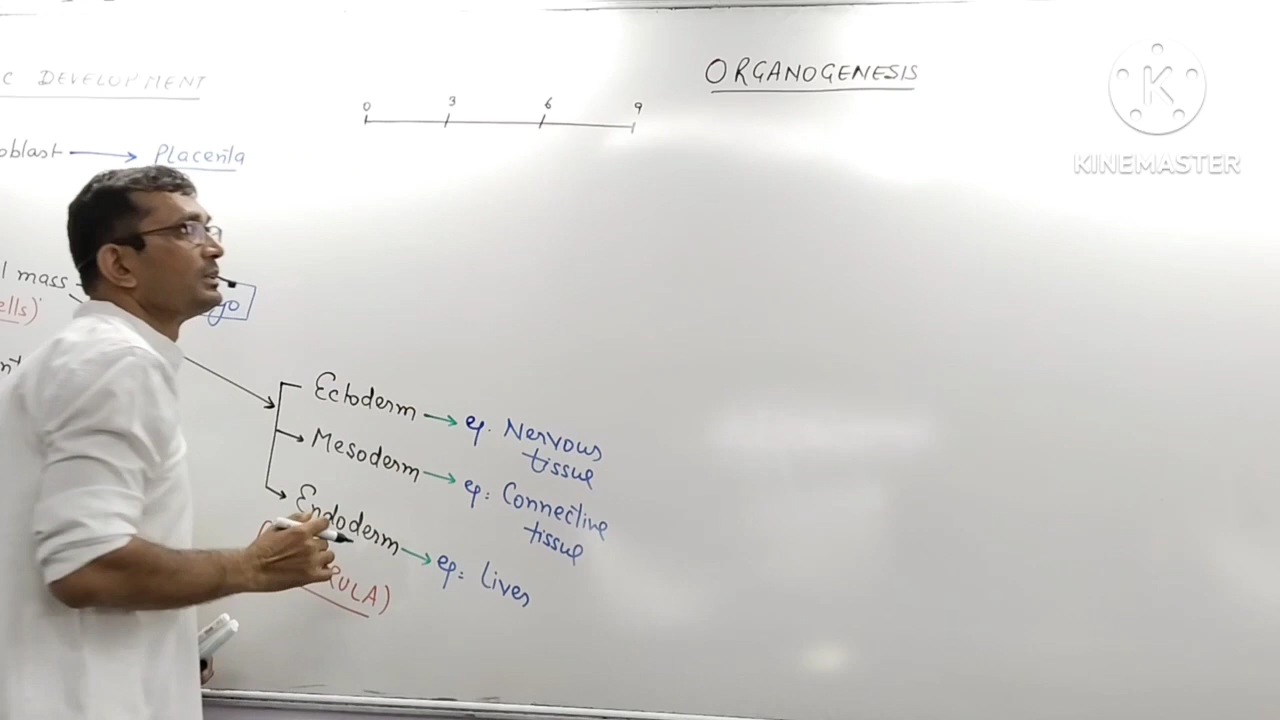 C DEVELOPMENT
0 3 6 9
ORGANOGENESIS
KINEMASTER
oblast → Placenta
l mass
ells)
Ectoderm → eg. Nervous
tissue
Mesoderm → eg: Connective
tissue
Endoderm → eg: Liver
RULA)